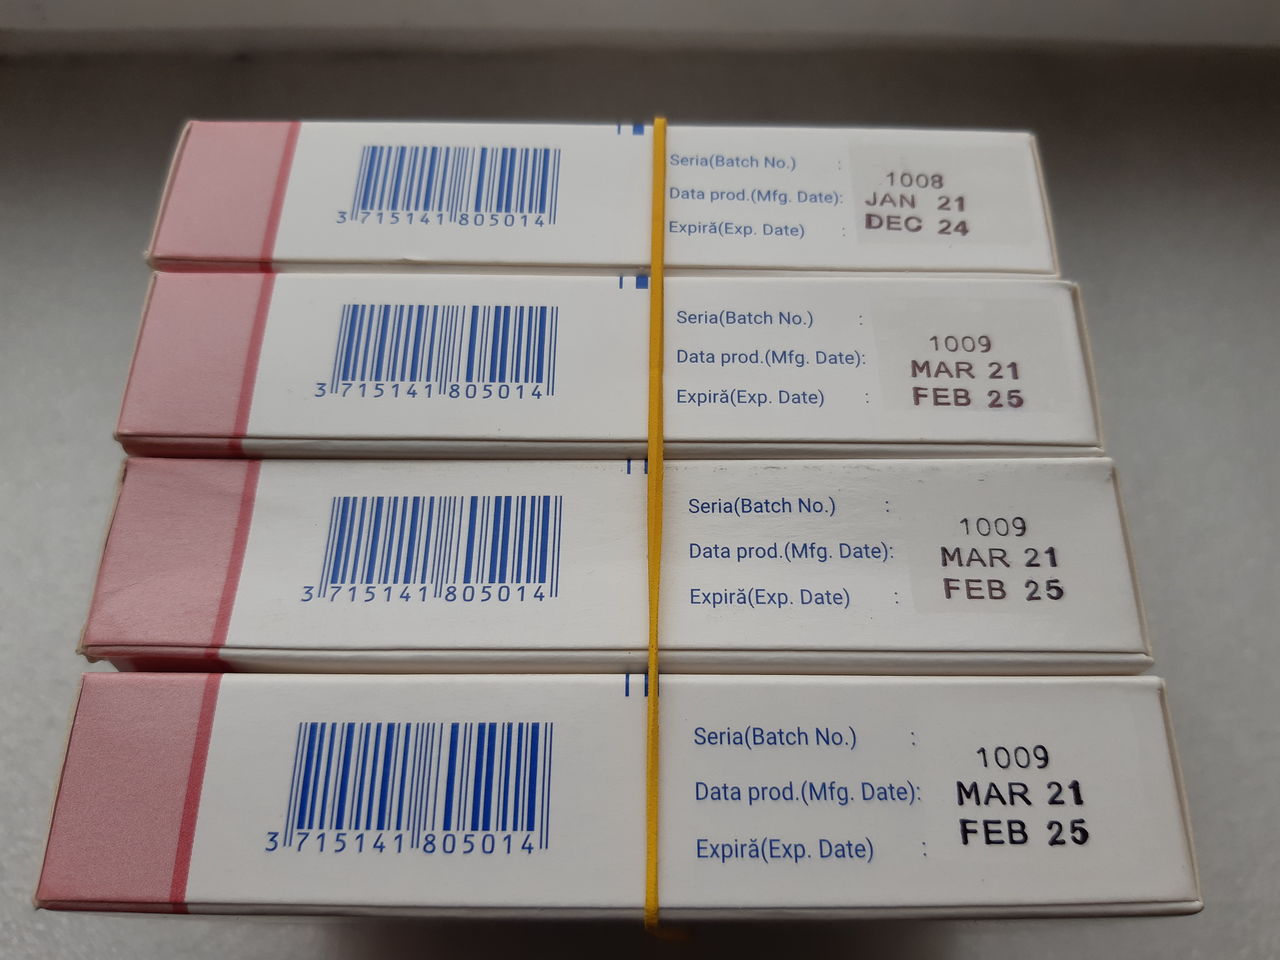 3 715141 805014
Seria(Batch No.) : 1008
Data prod.(Mfg. Date): JAN 21
Expiră(Exp. Date) : DEC 24
3 715141 805014
Seria(Batch No.) : 1009
Data prod.(Mfg. Date): MAR 21
Expiră(Exp. Date) : FEB 25
3 715141 805014
Seria(Batch No.) : 1009
Data prod.(Mfg. Date): MAR 21
Expiră(Exp. Date) : FEB 25
3 715141 805014
Seria(Batch No.) : 1009
Data prod.(Mfg. Date): MAR 21
Expiră(Exp. Date) : FEB 25